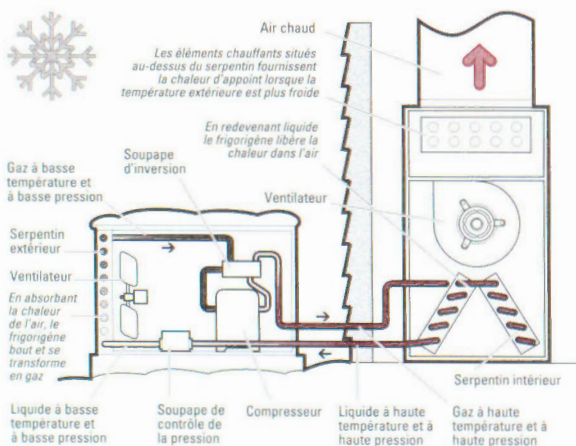 Air chaud
Les éléments chauffants situés
au-dessus du serpentin fournissent
la chaleur d'appoint lorsque la
température extérieure est plus froide
En redevenant liquide
le frigorigène libère la
chaleur dans l'air
Gaz à basse
température et
à basse pression
Soupape
d'inversion
Ventilateur
Serpentin
extérieur
Ventilateur
En absorbant
la chaleur
de l'air, le
frigorigène
bout et se
transforme
en gaz
Serpentin intérieur
Liquide à basse
température et
à basse pression
Soupape de
contrôle de
la pression
Compresseur
Liquide à haute
température et à
haute pression
Gaz à haute
température et à
haute pression